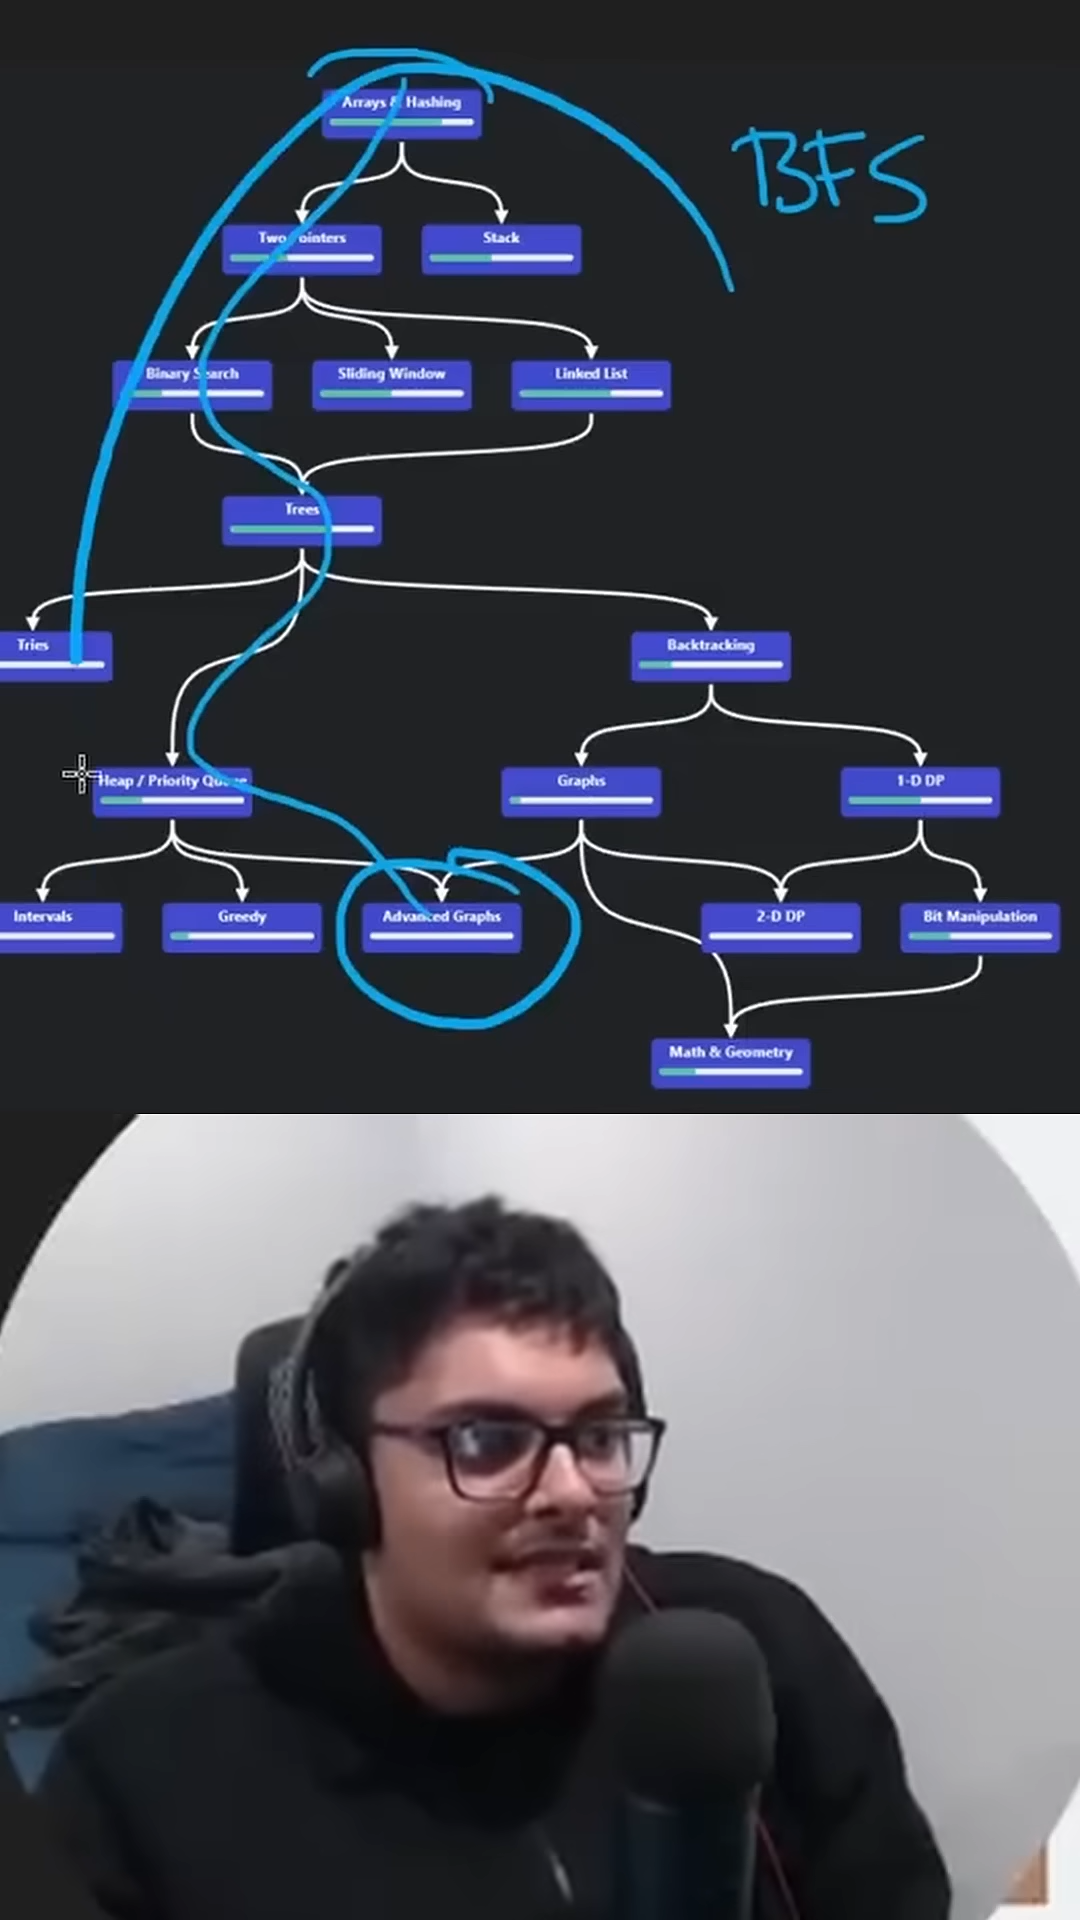 Arrays & Hashing
BFS
Two Pointers
Stack
Binary Search
Sliding Window
Linked List
Trees
Tries
Backtracking
Heap / Priority Queue
Graphs
1-D DP
Intervals
Greedy
Advanced Graphs
2-D DP
Bit Manipulation
Math & Geometry